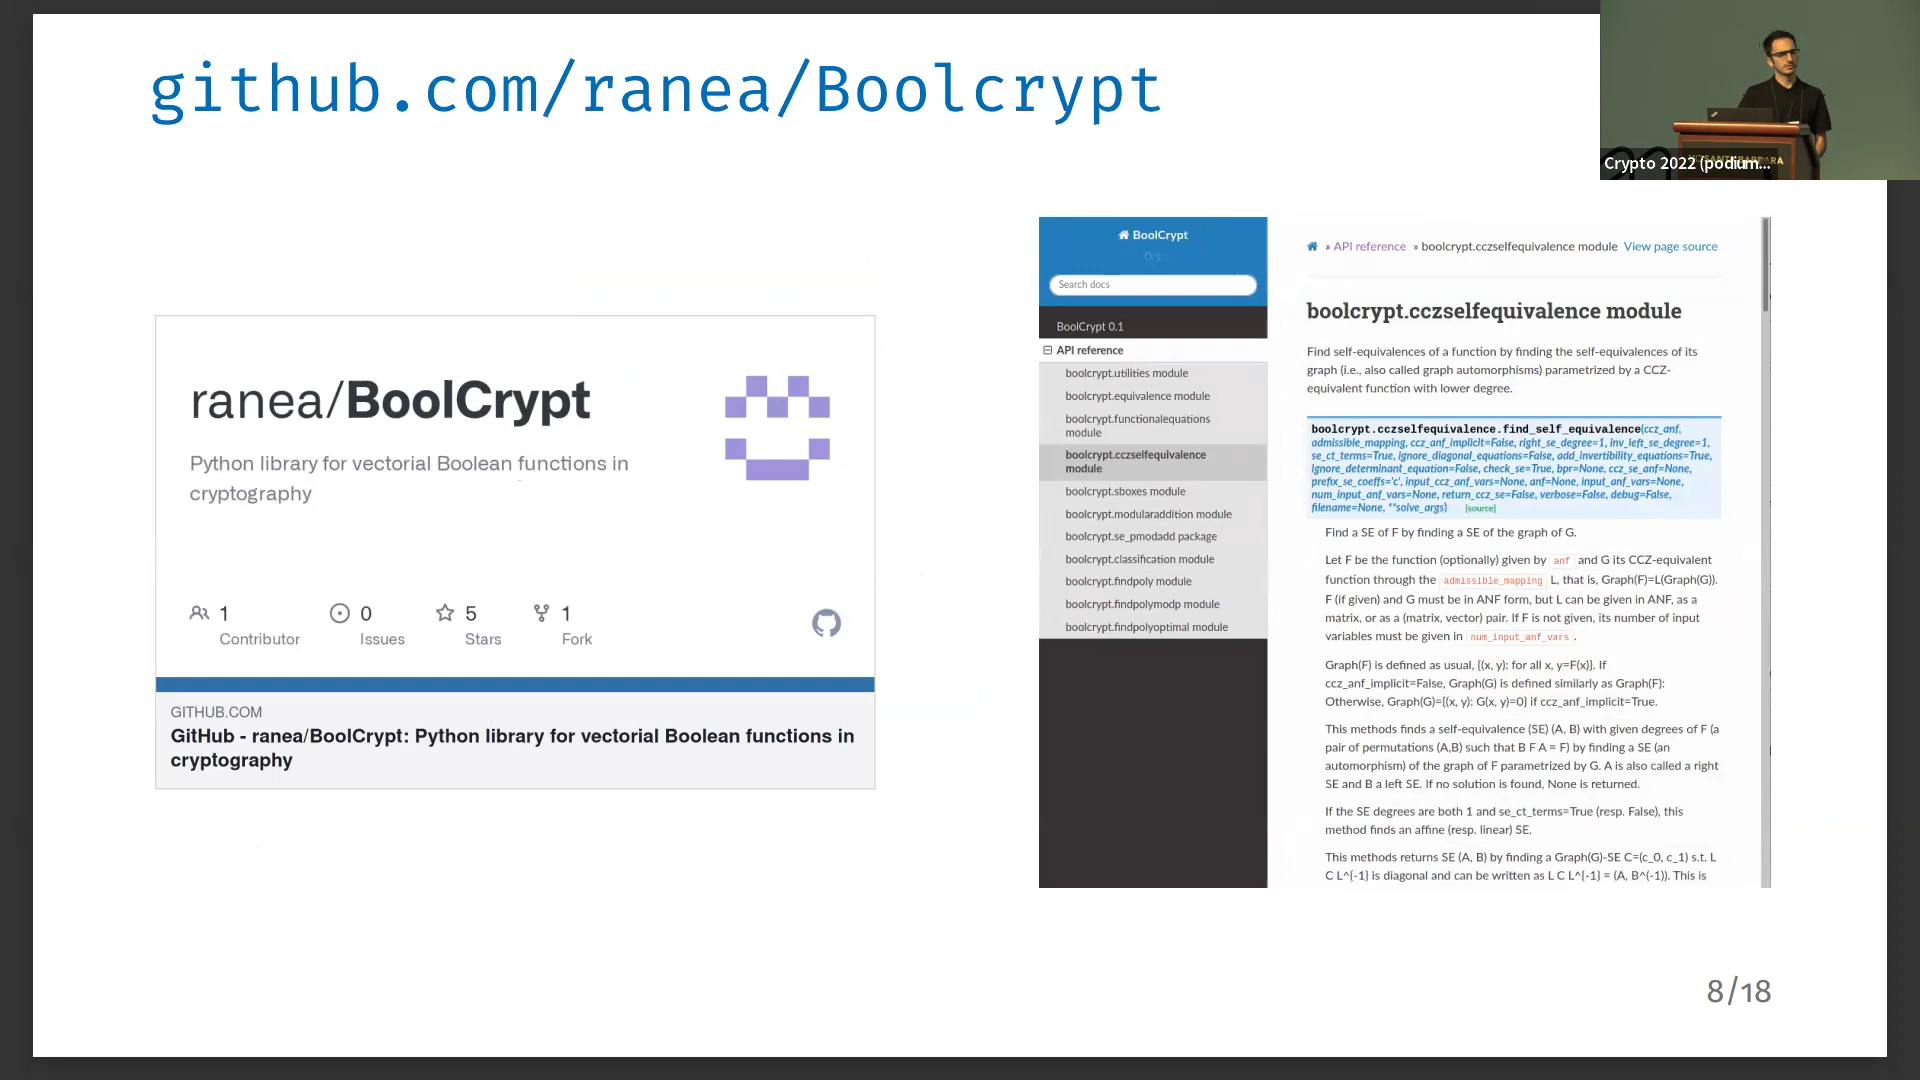 github.com/ranea/Boolcrypt
Crypto 2022 (podium...
ranea/BoolCrypt
Python library for vectorial Boolean functions in
cryptography
1
Contributor
0
Issues
5
Stars
1
Fork
GITHUB.COM
GitHub - ranea/BoolCrypt: Python library for vectorial Boolean functions in
cryptography
BoolCrypt
0.1
Search docs
BoolCrypt 0.1
API reference
boolcrypt.utilities module
boolcrypt.equivalence module
boolcrypt.functionalequations
module
boolcrypt.cczselfequivalence
module
boolcrypt.sboxes module
boolcrypt.modularaddition module
boolcrypt.se_pmodadd package
boolcrypt.classification module
boolcrypt.findpoly module
boolcrypt.findpolymodp module
boolcrypt.findpolyoptimal module
» API reference » boolcrypt.cczselfequivalence module View page source
boolcrypt.cczselfequivalence module
Find self-equivalences of a function by finding the self-equivalences of its
graph (i.e., also called graph automorphisms) parametrized by a CCZ-
equivalent function with lower degree.
boolcrypt.cczselfequivalence.find_self_equivalence(ccz_anf,
admissible_mapping, ccz_anf_implicit=False, right_se_degree=1, inv_left_se_degree=1,
se_ct_terms=True, ignore_diagonal_equations=False, add_invertibility_equations=True,
ignore_determinant_equation=False, check_se=True, bpr=None, ccz_se_anf=None,
prefix_se_coeffs='c', input_ccz_anf_vars=None, anf=None, input_anf_vars=None,
num_input_anf_vars=None, return_ccz_se=False, verbose=False, debug=False,
filename=None, **solve_args) [source]
Find a SE of F by finding a SE of the graph of G.
Let F be the function (optionally) given by anf and G its CCZ-equivalent
function through the admissible_mapping L, that is, Graph(F)=L(Graph(G)).
F (if given) and G must be in ANF form, but L can be given in ANF, as a
matrix, or as a (matrix, vector) pair. If F is not given, its number of input
variables must be given in num_input_anf_vars.
Graph(F) is defined as usual, {(x, y): for all x, y=F(x)}. If
ccz_anf_implicit=False, Graph(G) is defined similarly as Graph(F):
Otherwise, Graph(G)={(x, y): G(x, y)=0} if ccz_anf_implicit=True.
This methods finds a self-equivalence (SE) (A, B) with given degrees of F (a
pair of permutations (A,B) such that B F A = F) by finding a SE (an
automorphism) of the graph of F parametrized by G. A is also called a right
SE and B a left SE. If no solution is found, None is returned.
If the SE degrees are both 1 and se_ct_terms=True (resp. False), this
method finds an affine (resp. linear) SE.
This methods returns SE (A, B) by finding a Graph(G)-SE C=(c_0, c_1) s.t. L
C L^{-1} is diagonal and can be written as L C L^{-1} = (A, B^(-1)). This is
8/18